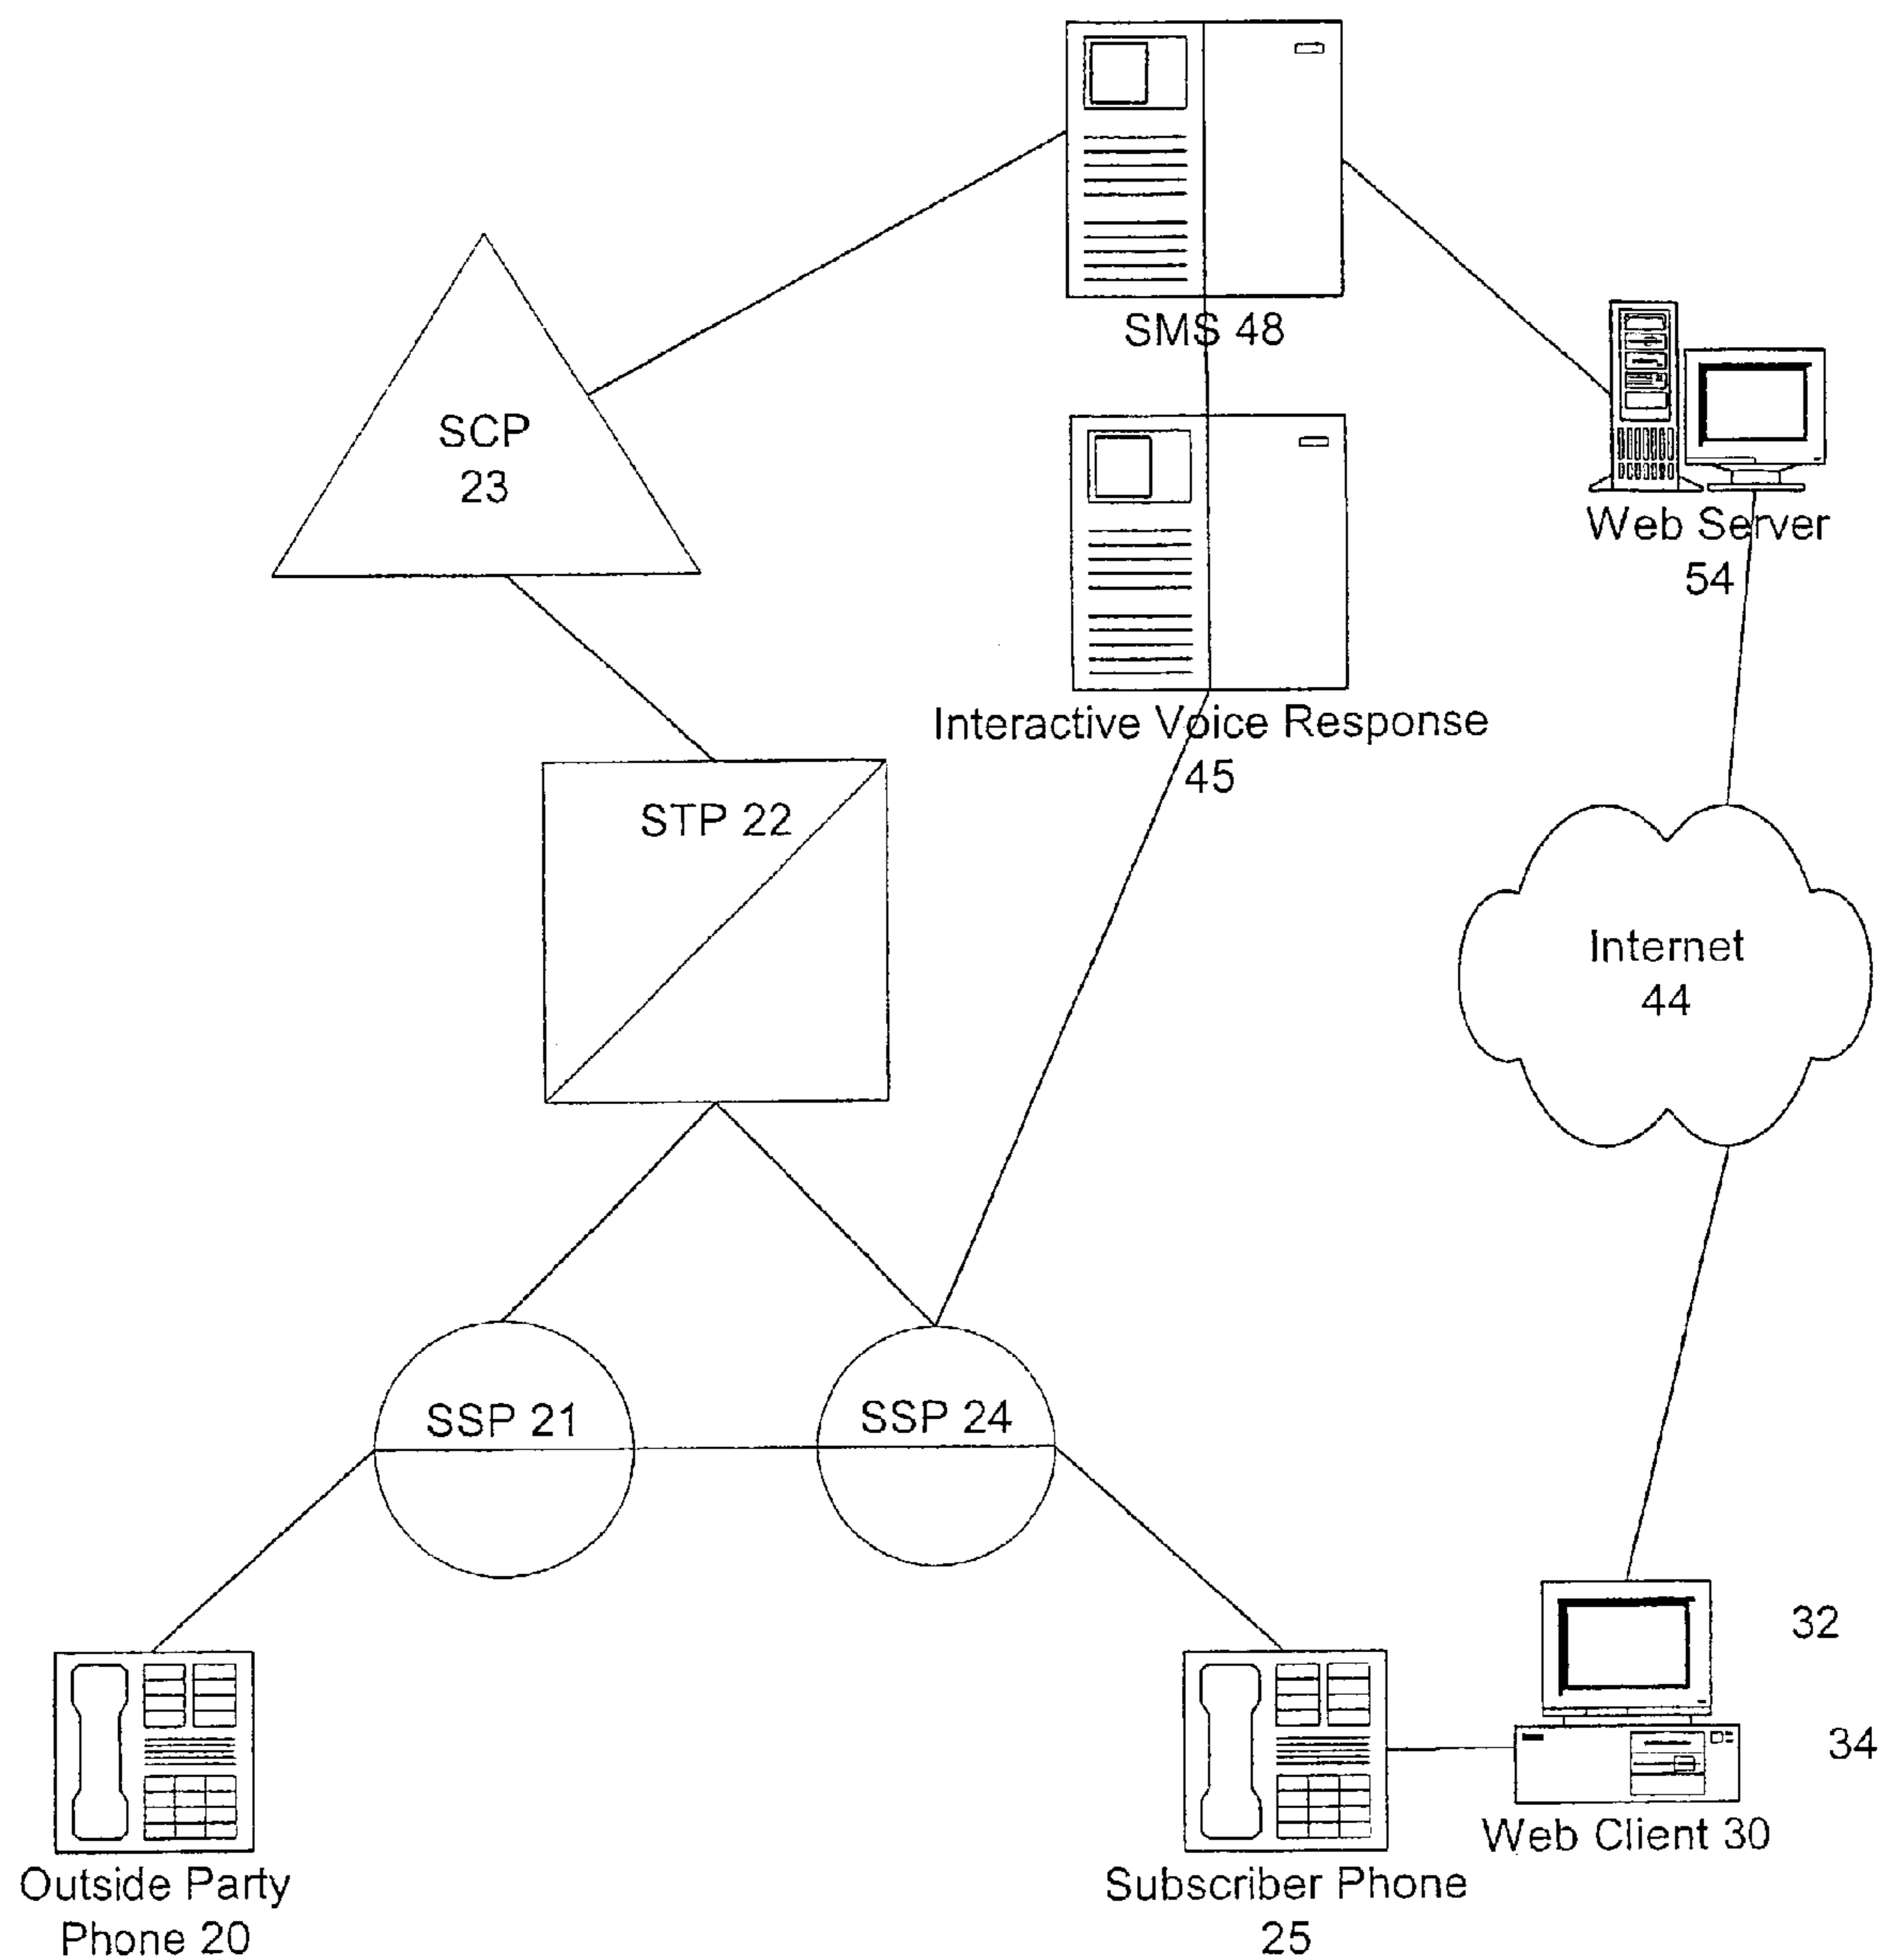 SMS 48
SCP
23
Web Server
54
Interactive Voice Response
45
STP 22
Internet
44
SSP 21
SSP 24
32
34
Web Client 30
Outside Party
Phone 20
Subscriber Phone
25